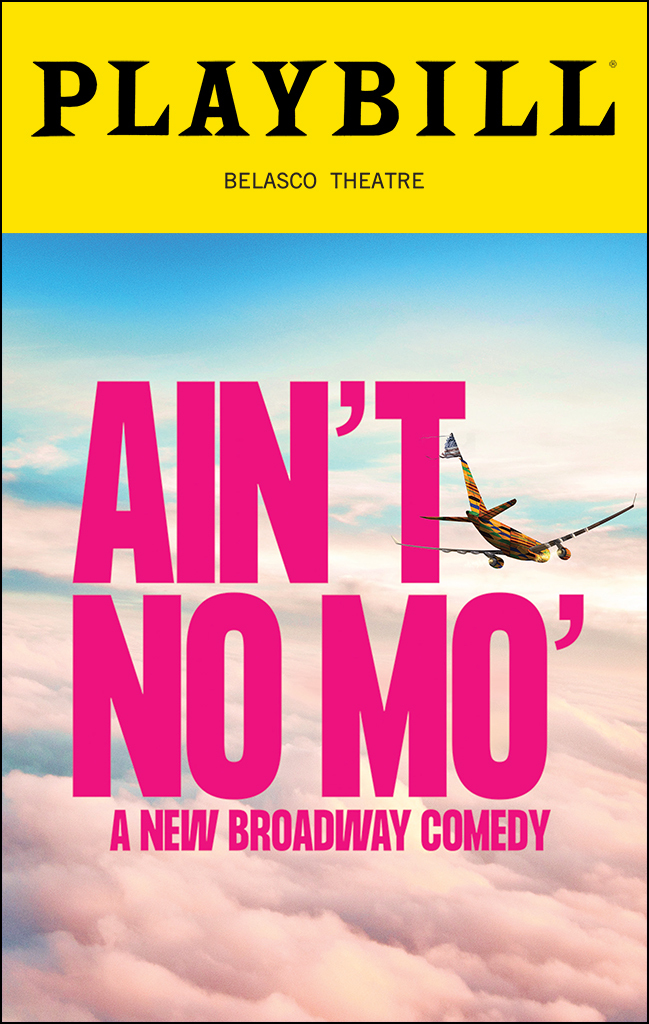 PLAYBILL®
BELASCO THEATRE
AIN'T
NO MO'
A NEW BROADWAY COMEDY